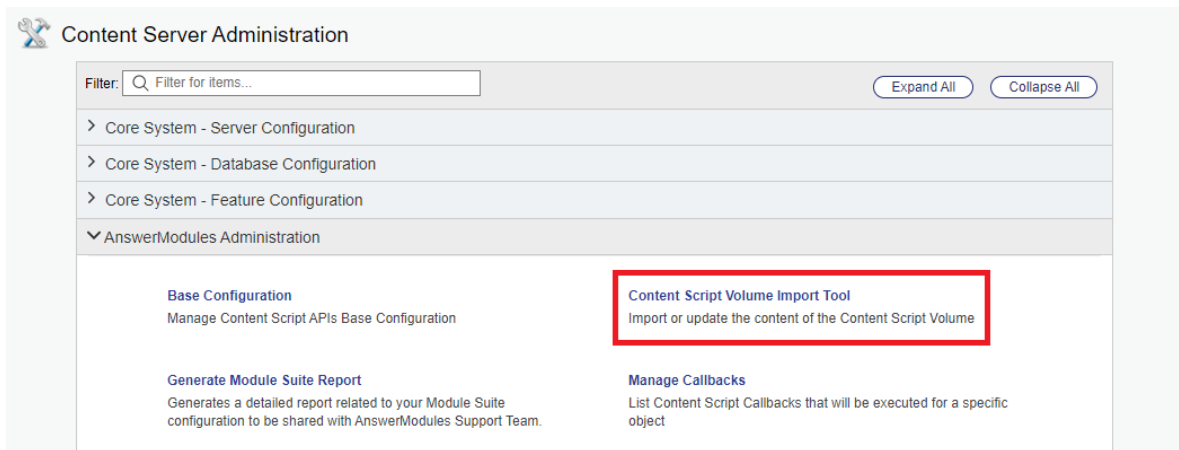 Content Server Administration
Filter: Filter for items...
Expand All
Collapse All
Core System - Server Configuration
Core System - Database Configuration
Core System - Feature Configuration
AnswerModules Administration
Base Configuration
Manage Content Script APIs Base Configuration
Content Script Volume Import Tool
Import or update the content of the Content Script Volume
Generate Module Suite Report
Generates a detailed report related to your Module Suite
configuration to be shared with AnswerModules Support Team.
Manage Callbacks
List Content Script Callbacks that will be executed for a specific
object